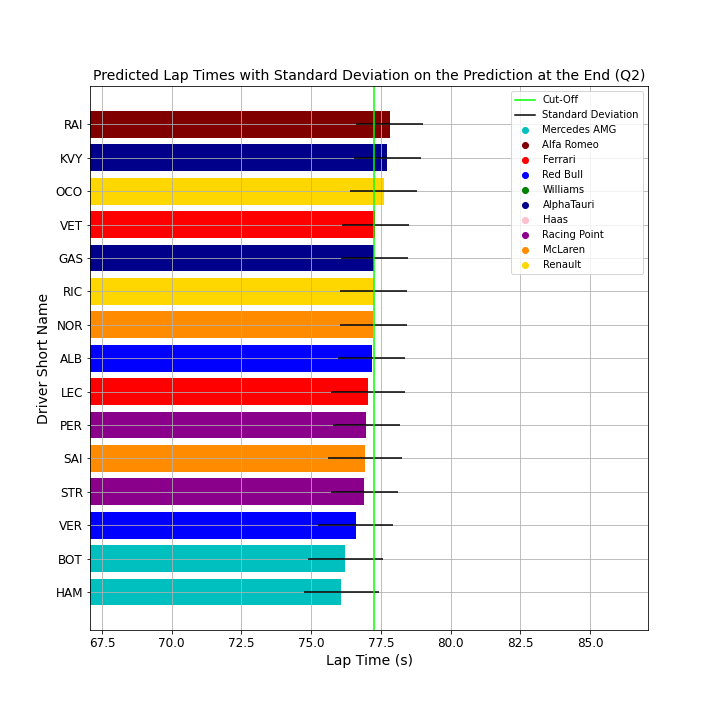 Predicted Lap Times with Standard Deviation on the Prediction at the End (Q2)
Cut-Off
Standard Deviation
Mercedes AMG
Alfa Romeo
Ferrari
Red Bull
Williams
AlphaTauri
Haas
Racing Point
McLaren
Renault
Driver Short Name
RAI
KVY
OCO
VET
GAS
RIC
NOR
ALB
LEC
PER
SAI
STR
VER
BOT
HAM
67.5 70.0 72.5 75.0 77.5 80.0 82.5 85.0
Lap Time (s)